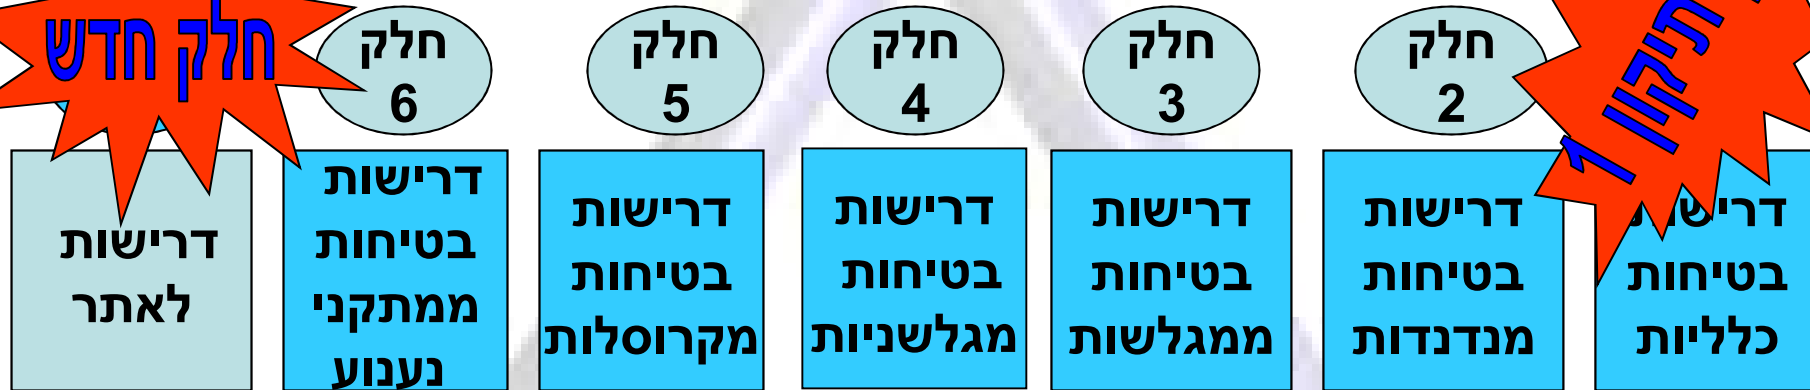 תיקון 1
דרישות
בטיחות
כלליות
חלק
2
דרישות
בטיחות
מנדנדות
חלק
3
דרישות
בטיחות
ממגלשות
חלק
4
דרישות
בטיחות
מגלשניות
חלק
5
דרישות
בטיחות
מקרוסלות
חלק
6
דרישות
בטיחות
ממתקני
נענוע
חלק חדש
דרישות
לאתר